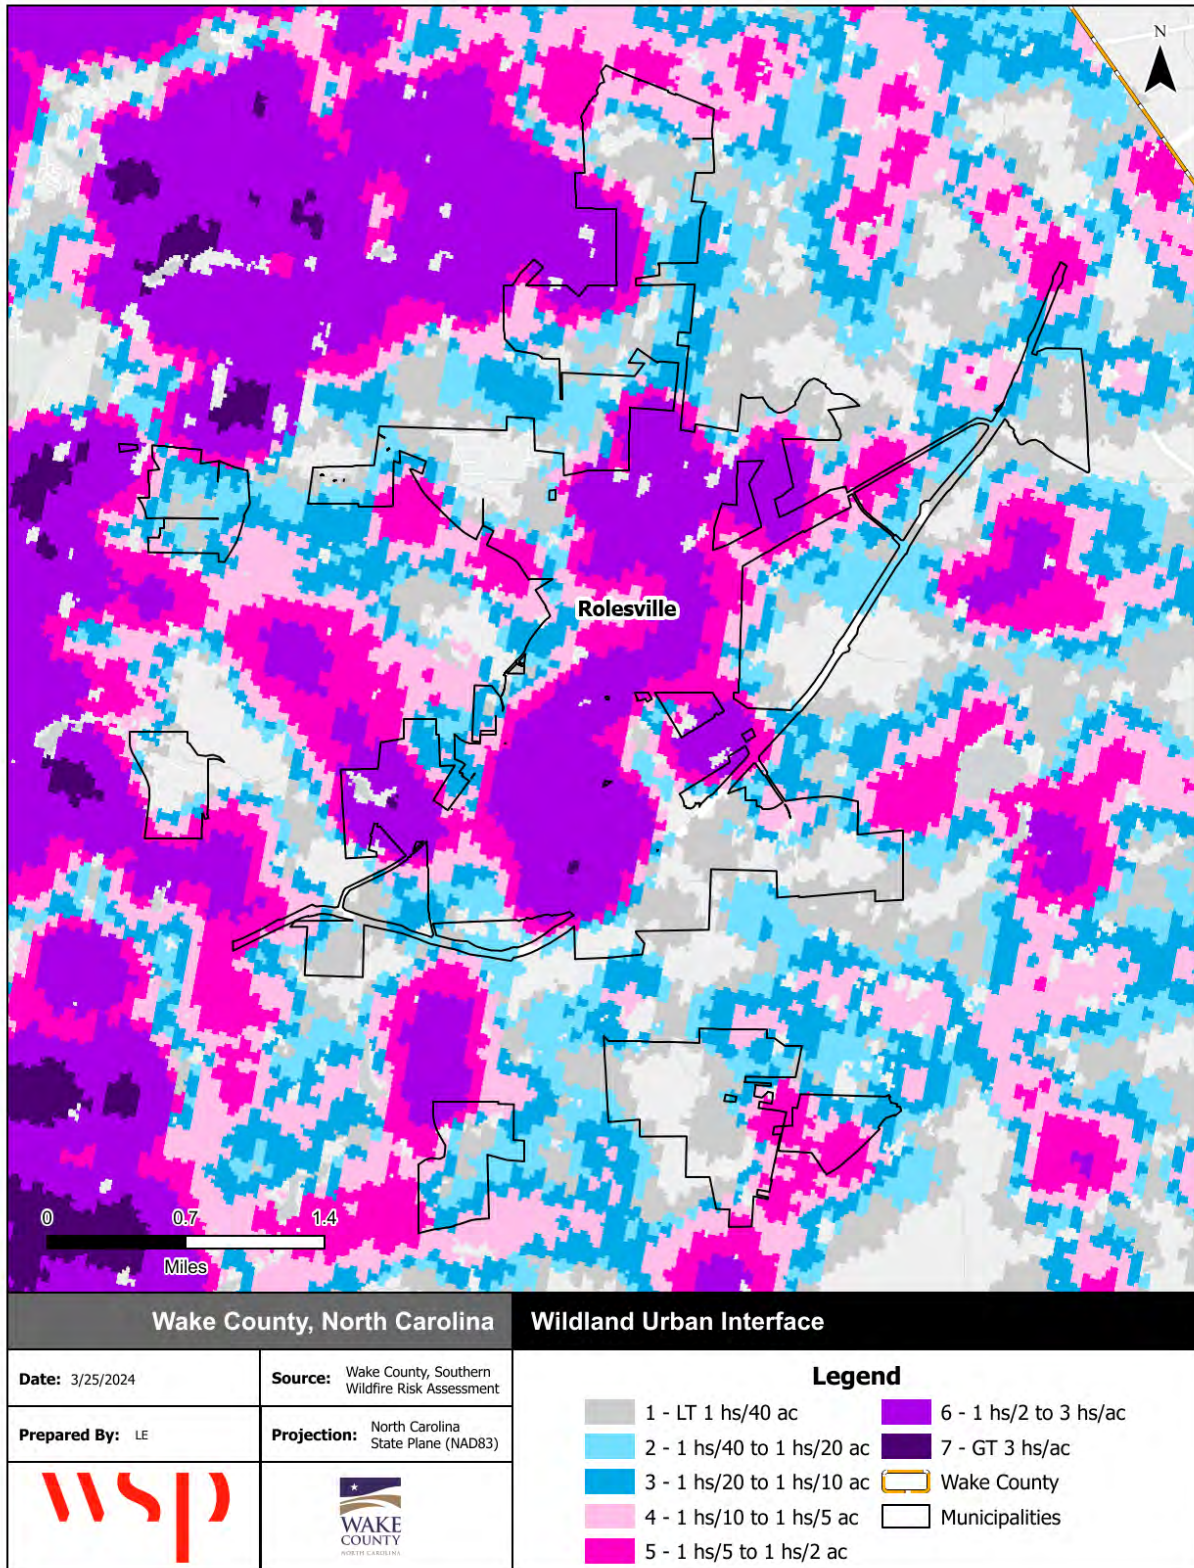 N
Rolesville
0 0.7 1.4
Miles
Wake County, North Carolina
Wildland Urban Interface
Date: 3/25/2024
Source: Wake County, Southern
Wildfire Risk Assessment
Prepared By: LE
Projection: North Carolina
State Plane (NAD83)
wsp
WAKE
COUNTY
NORTH CAROLINA
Legend
1 - LT 1 hs/40 ac
2 - 1 hs/40 to 1 hs/20 ac
3 - 1 hs/20 to 1 hs/10 ac
4 - 1 hs/10 to 1 hs/5 ac
5 - 1 hs/5 to 1 hs/2 ac
6 - 1 hs/2 to 3 hs/ac
7 - GT 3 hs/ac
Wake County
Municipalities